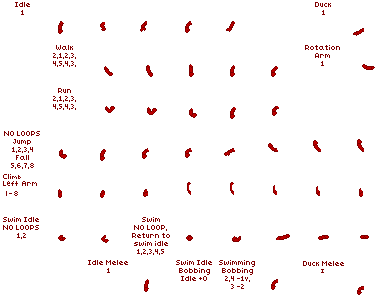 Idle
1
Duck
1
Walk
2,1,2,3,
4,5,4,3,
Rotation
Arm
1
Run
2,1,2,3,
4,5,4,3,
NO LOOPS
Jump
1,2,3,4
Fall
5,6,7,8
Climb
Left Arm
1-8
Swim Idle
NO LOOPS
1,2
Swim
NO LOOP,
Return to
swim idle
1,2,3,4,5
Idle Melee
1
Swim Idle
Bobbing
Idle +0
Swimming
Bobbing
2,4 -1v,
3 -2
Duck Melee
1